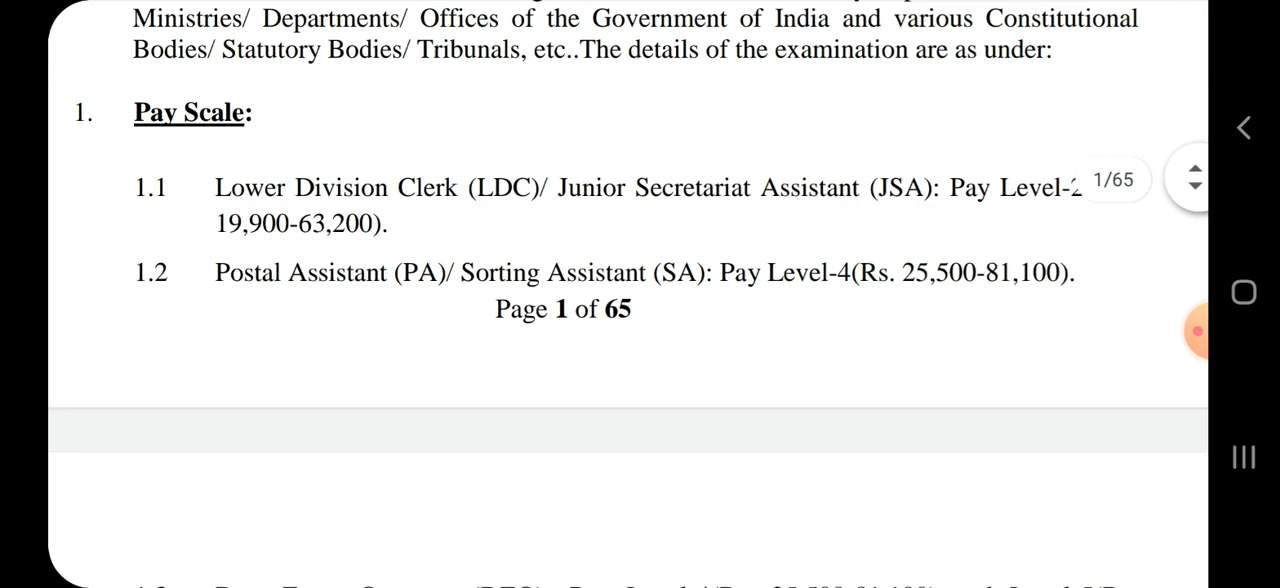 Ministries/ Departments/ Offices of the Government of India and various Constitutional
Bodies/ Statutory Bodies/ Tribunals, etc..The details of the examination are as under:
1. Pay Scale:
1.1 Lower Division Clerk (LDC)/ Junior Secretariat Assistant (JSA): Pay Level-2
1/65
19,900-63,200).
1.2 Postal Assistant (PA)/ Sorting Assistant (SA): Pay Level-4(Rs. 25,500-81,100).
Page 1 of 65